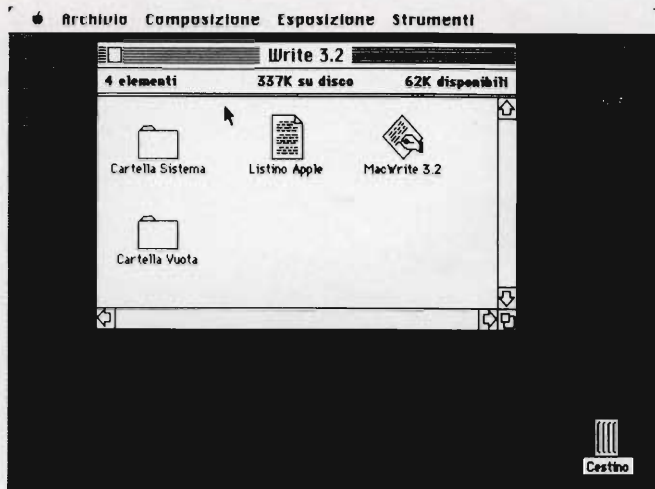 Archivio Composizione Esposizione Strumenti
Write 3.2
4 elementi 337K su disco 62K disponibili
Cartella Sistema Listino Apple MacWrite 3.2
Cartella Vuota
Cestino